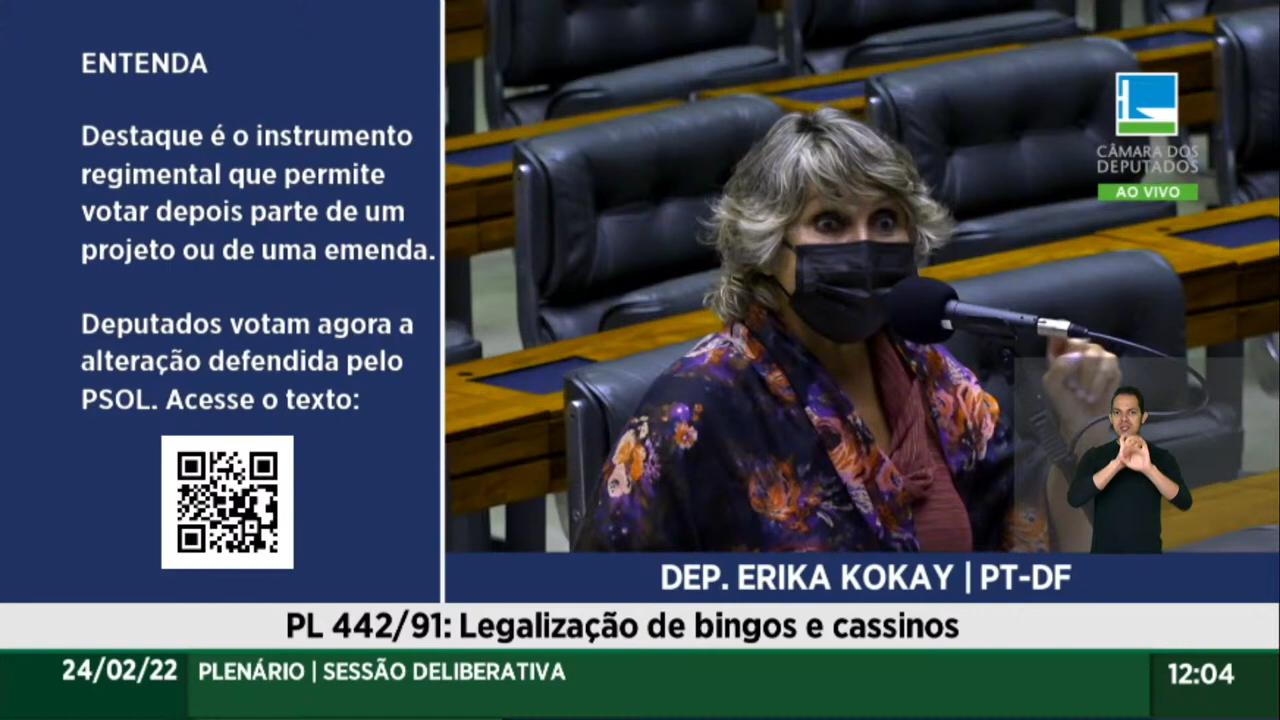 ENTENDA
Destaque é o instrumento
regimental que permite
votar depois parte de um
projeto ou de uma emenda.
Deputados votam agora a
alteração defendida pelo
PSOL. Acesse o texto:
CÂMARA DOS
DEPUTADOS
AO VIVO
DEP. ERIKA KOKAY | PT-DF
PL 442/91: Legalização de bingos e cassinos
24/02/22 PLENÁRIO | SESSÃO DELIBERATIVA 12:04